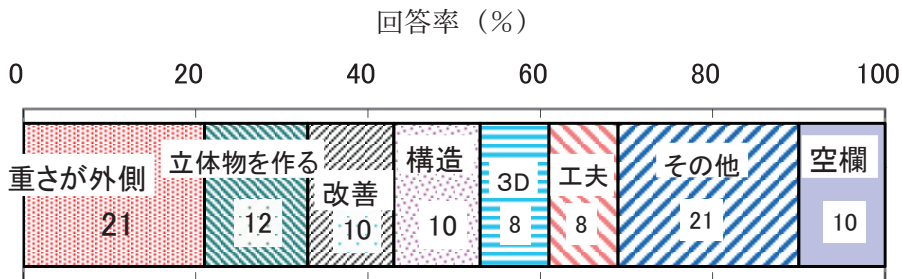 回答率（％）
0 20 40 60 80 100
重さが外側 立体物を作る 改善 構造 3D 工夫 その他 空欄
21 12 10 10 8 8 21 10